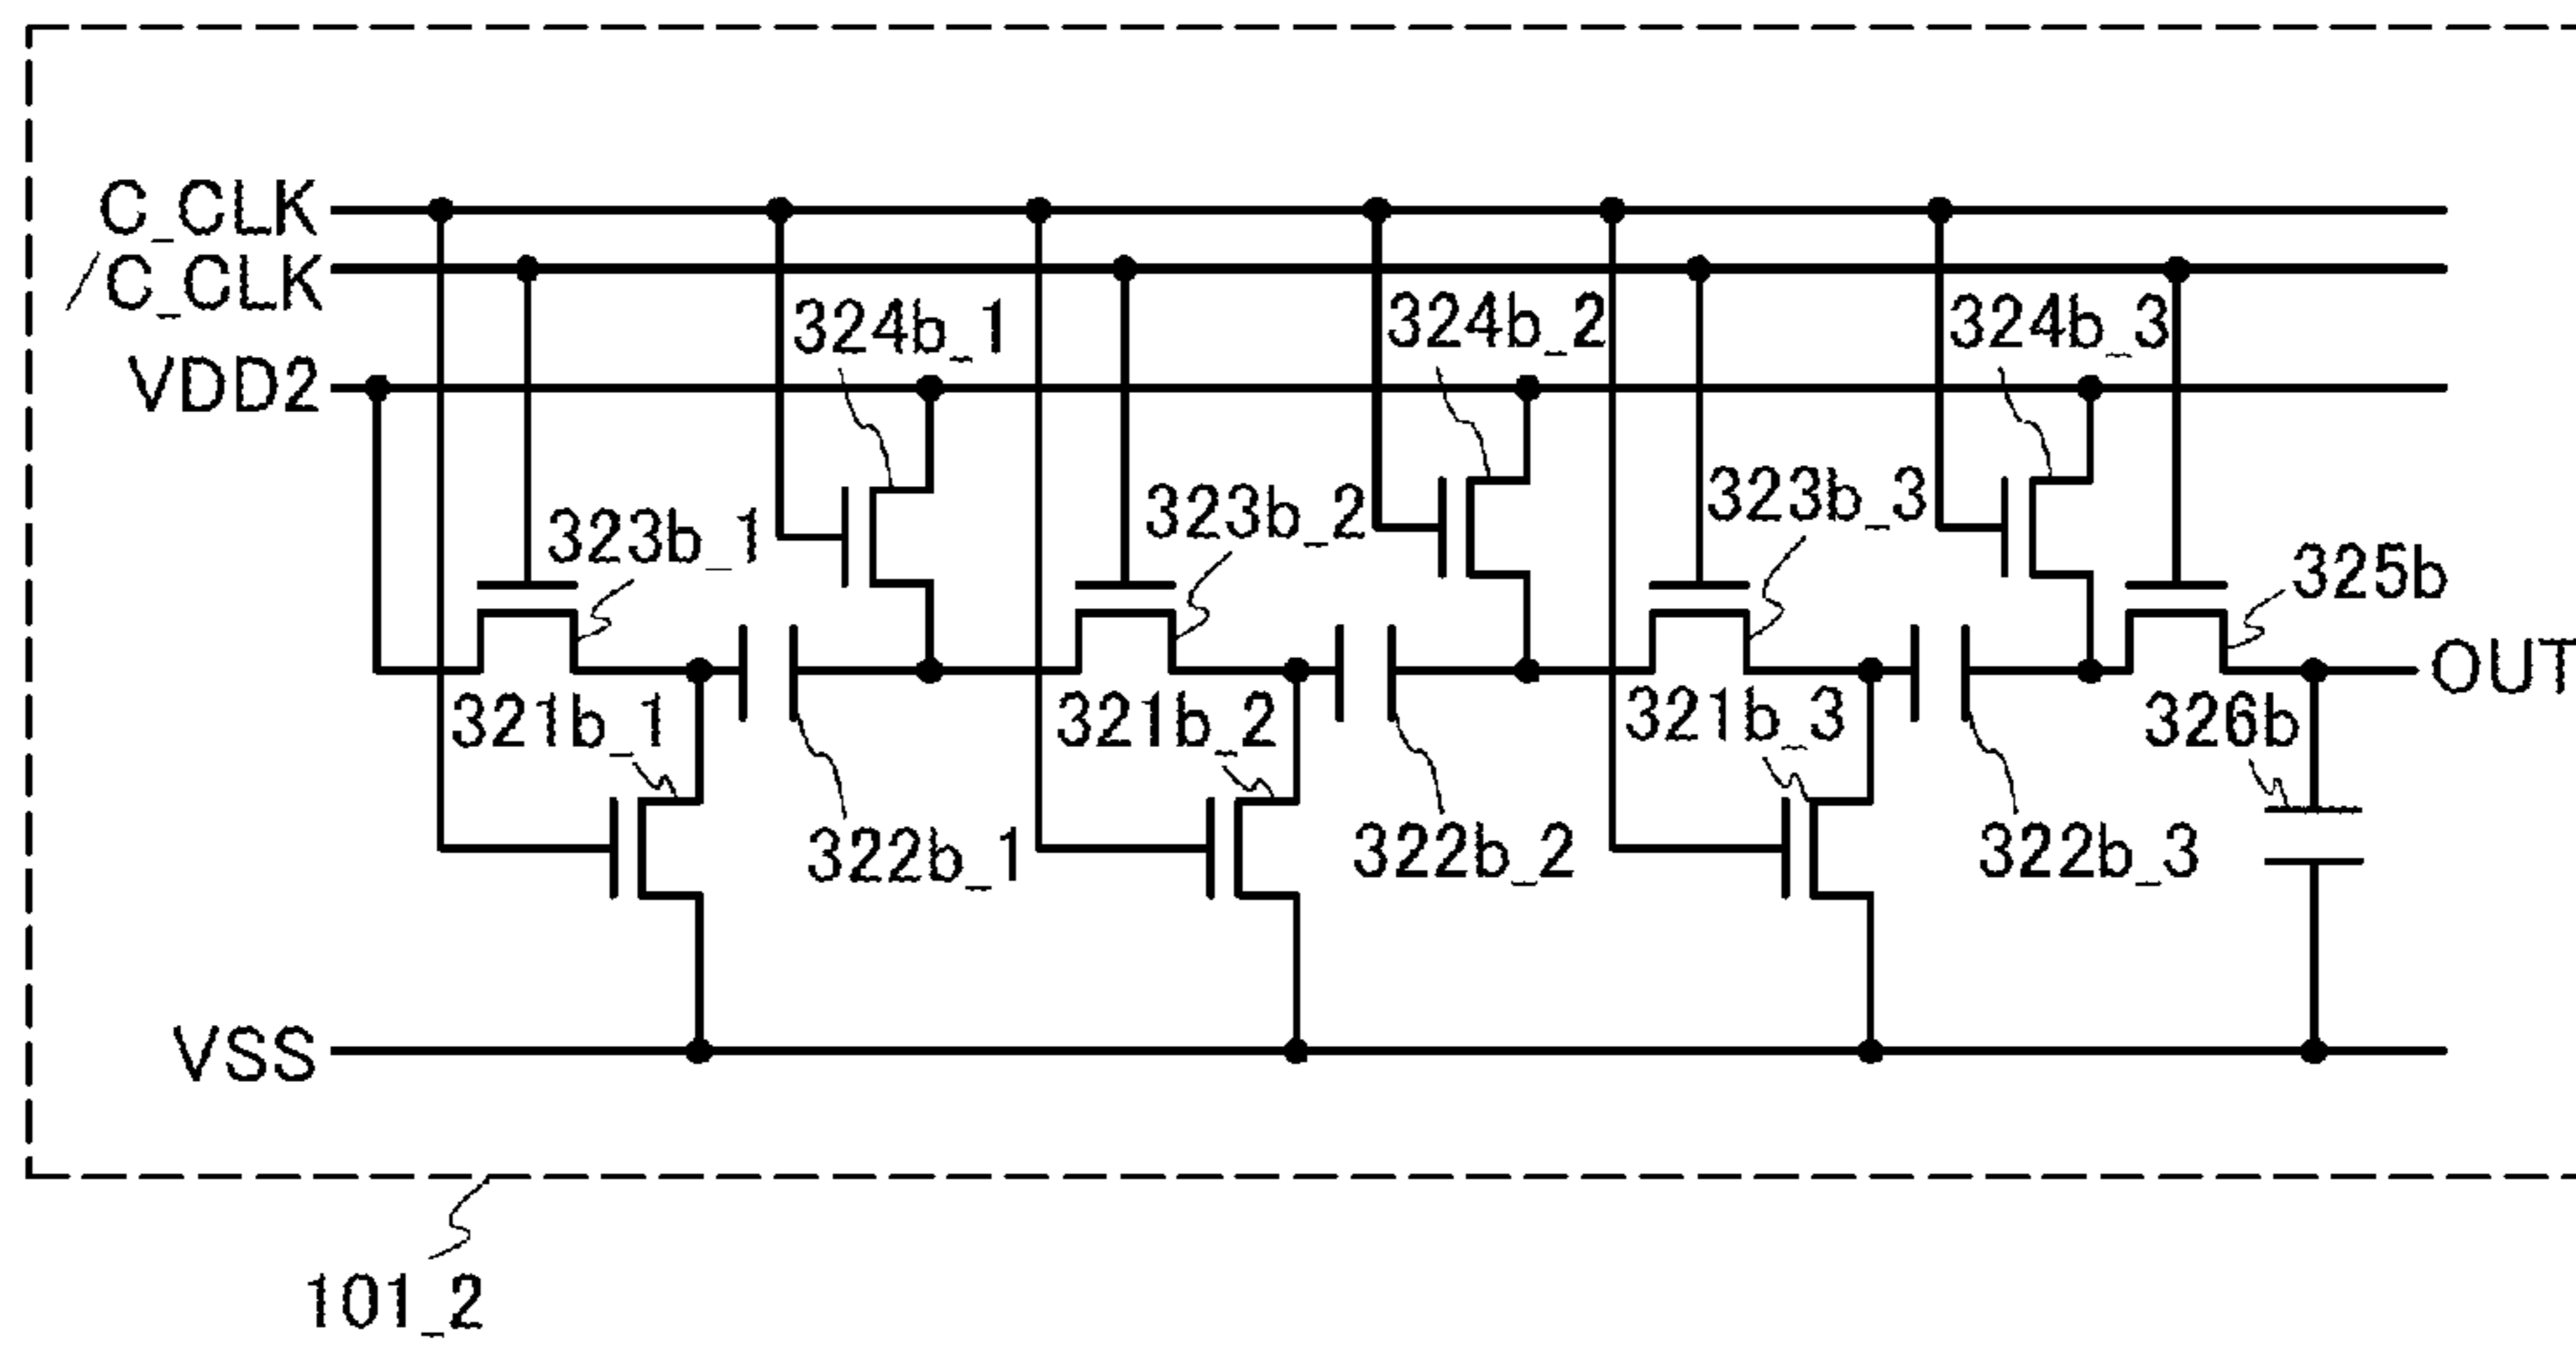 C_CLK
/C_CLK
VDD2
324b_1
324b_2
324b_3
323b_1
323b_2
323b_3
325b
OUT
321b_1
321b_2
321b_3
326b
322b_1
322b_2
322b_3
VSS
101_2